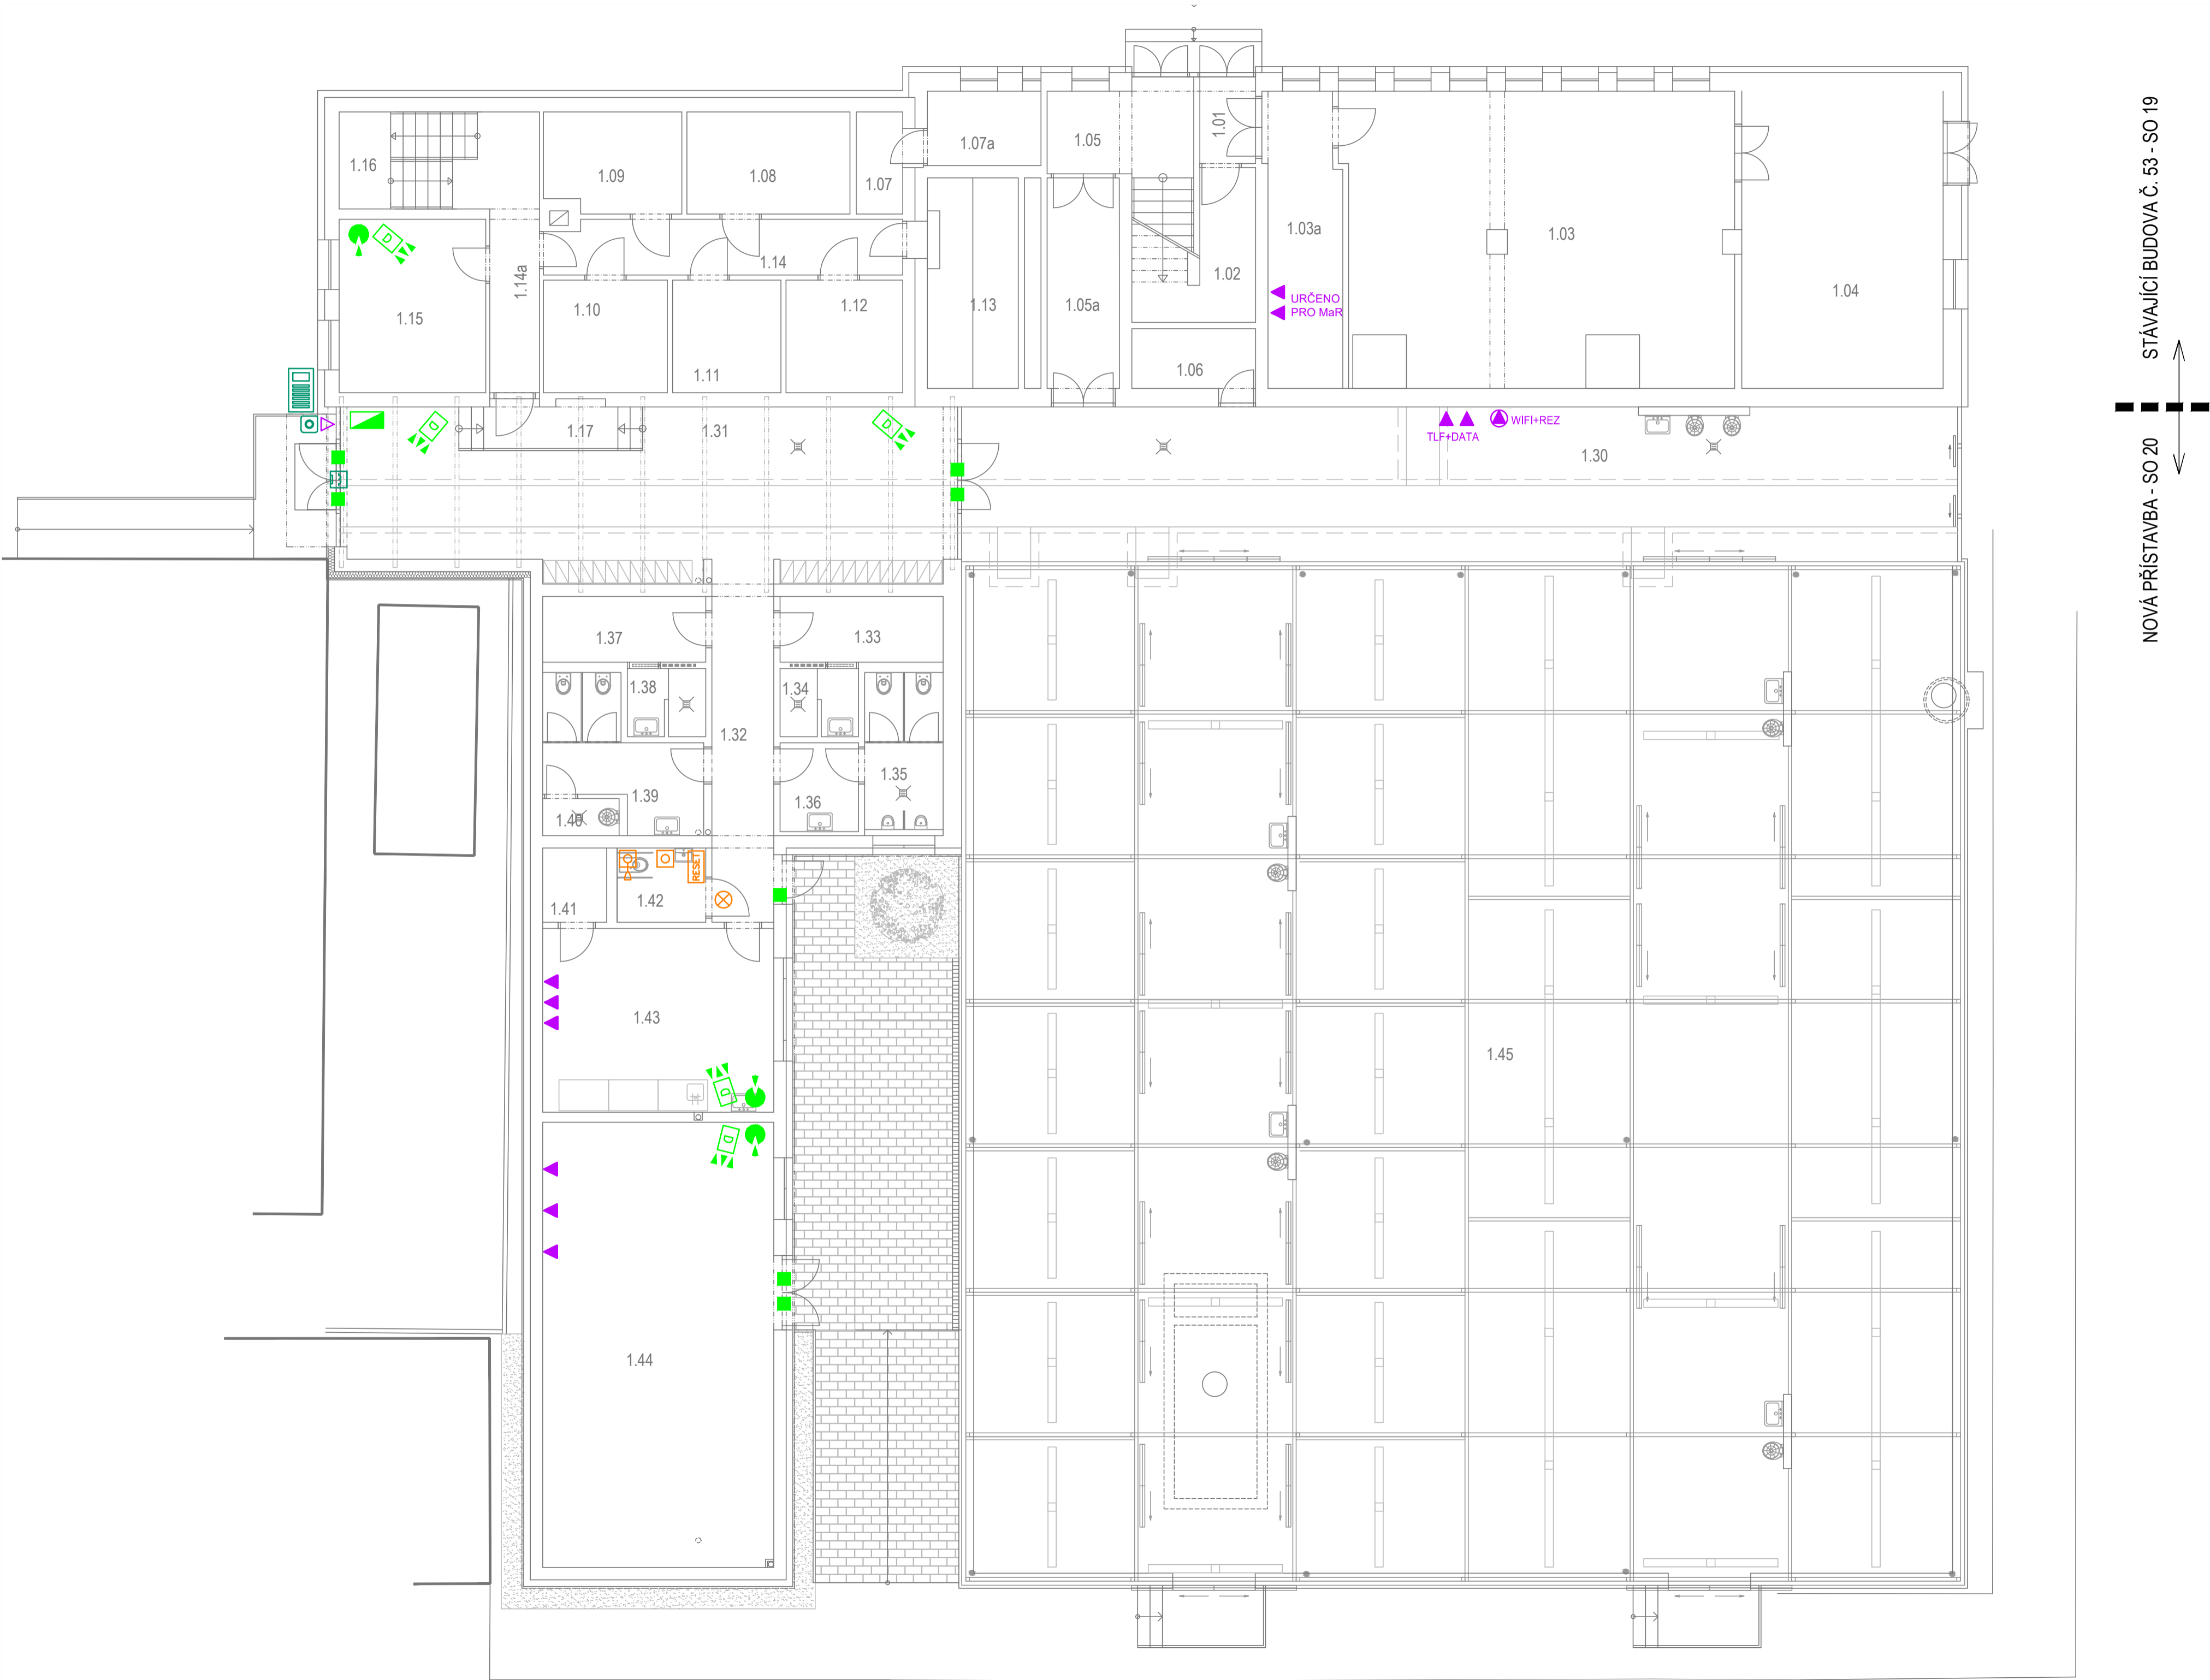 1.01
1.16
1.09
1.08
1.07
1.07a
1.05
1.03a
1.03
1.04
1.02
1.14
1.14a
1.15
1.10
1.11
1.12
1.13
1.05a
1.06
URČENO
PRO MaR
D
STÁVAJÍCÍ BUDOVA Č. 53 - SO 19
NOVÁ PŘÍSTAVBA - SO 20
D
1.17
1.31
D
TLF+DATA
WIFI+REZ
1.30
1.37
1.33
1.38
1.34
1.32
1.39
1.35
1.36
1.40
1.41
1.42
RESET
1.43
D
D
1.45
1.44